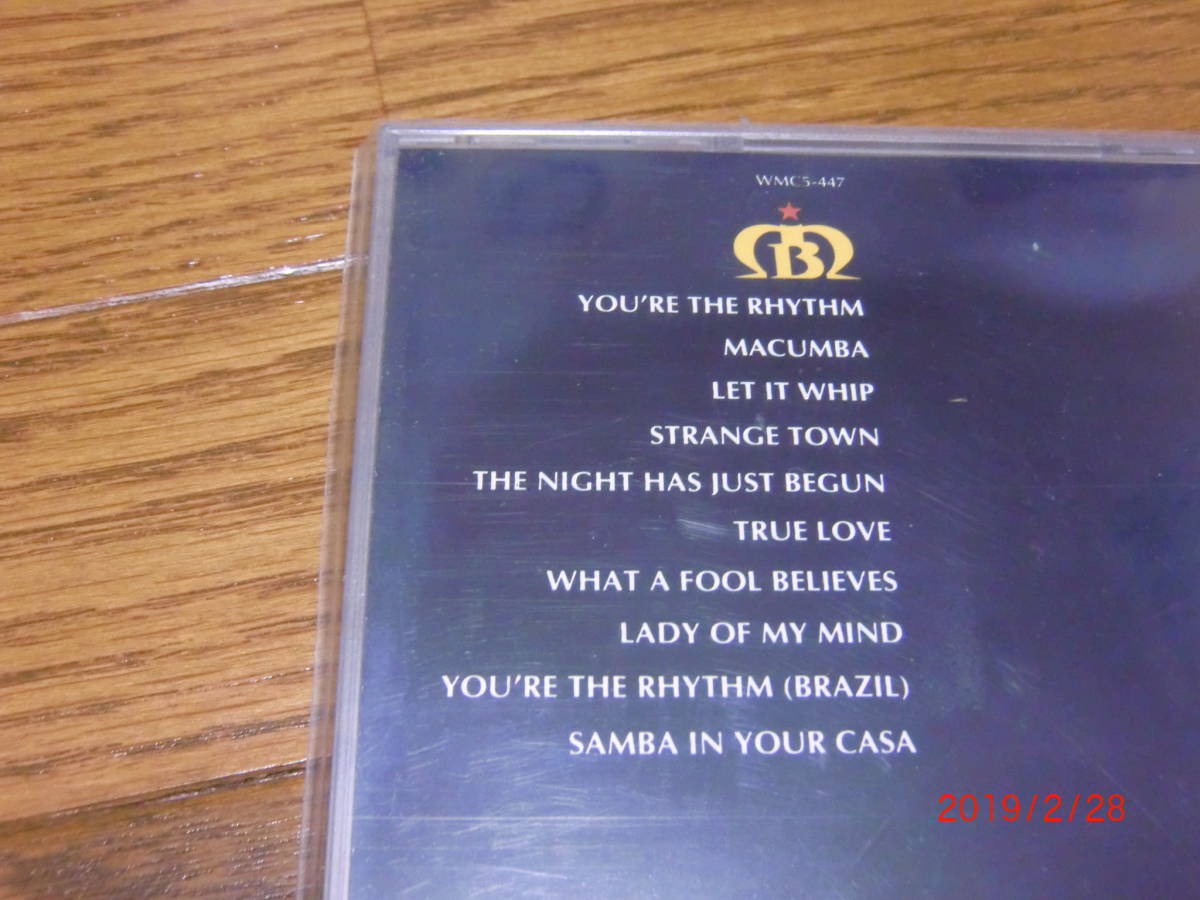 WMC5-447
YOU'RE THE RHYTHM
MACUMBA
LET IT WHIP
STRANGE TOWN
THE NIGHT HAS JUST BEGUN
TRUE LOVE
WHAT A FOOL BELIEVES
LADY OF MY MIND
YOU'RE THE RHYTHM (BRAZIL)
SAMBA IN YOUR CASA
2019/2/28